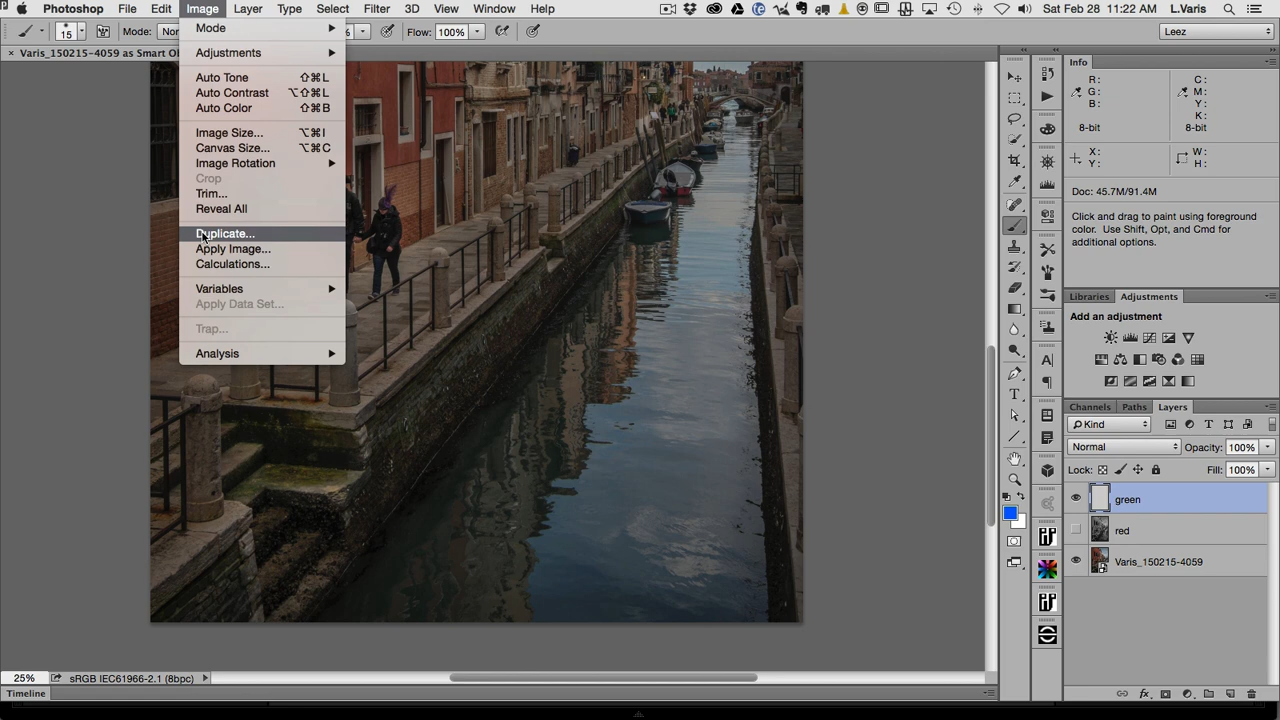 Photoshop File Edit Image Layer Type Select Filter 3D View Window Help Sat Feb 28 11:22 AM L.Varis
15 Mode: Flow: 100% Leez
× Varis_150215-4059 as Smart
Mode
Adjustments
Auto Tone ⇧⌘L
Auto Contrast ⌥⇧⌘L
Auto Color ⇧⌘B
Image Size... ⌥⌘I
Canvas Size... ⌥⌘C
Image Rotation
Crop
Trim...
Reveal All
Duplicate...
Apply Image...
Calculations...
Variables
Apply Data Set...
Trap...
Analysis
Info
R: C:
G: M:
B: Y:
K:
8-bit 8-bit
X: W:
Y: H:
Doc: 45.7M/91.4M
Click and drag to paint using foreground
color. Use Shift, Opt, and Cmd for
additional options.
Libraries Adjustments
Add an adjustment
Channels Paths Layers
Kind
Normal Opacity: 100%
Lock: Fill: 100%
green
red
Varis_150215-4059
25% sRGB IEC61966-2.1 (8bpc)
Timeline